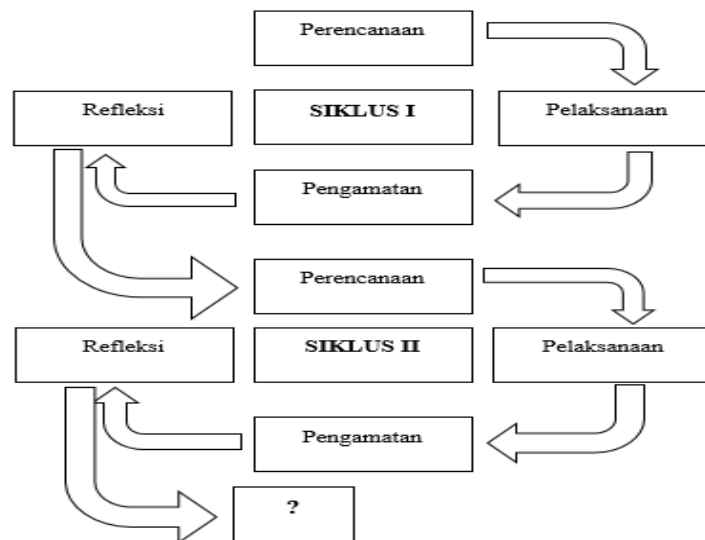 Perencanaan
Refleksi
SIKLUS I
Pelaksanaan
Pengamatan
Perencanaan
Refleksi
SIKLUS II
Pelaksanaan
Pengamatan
?